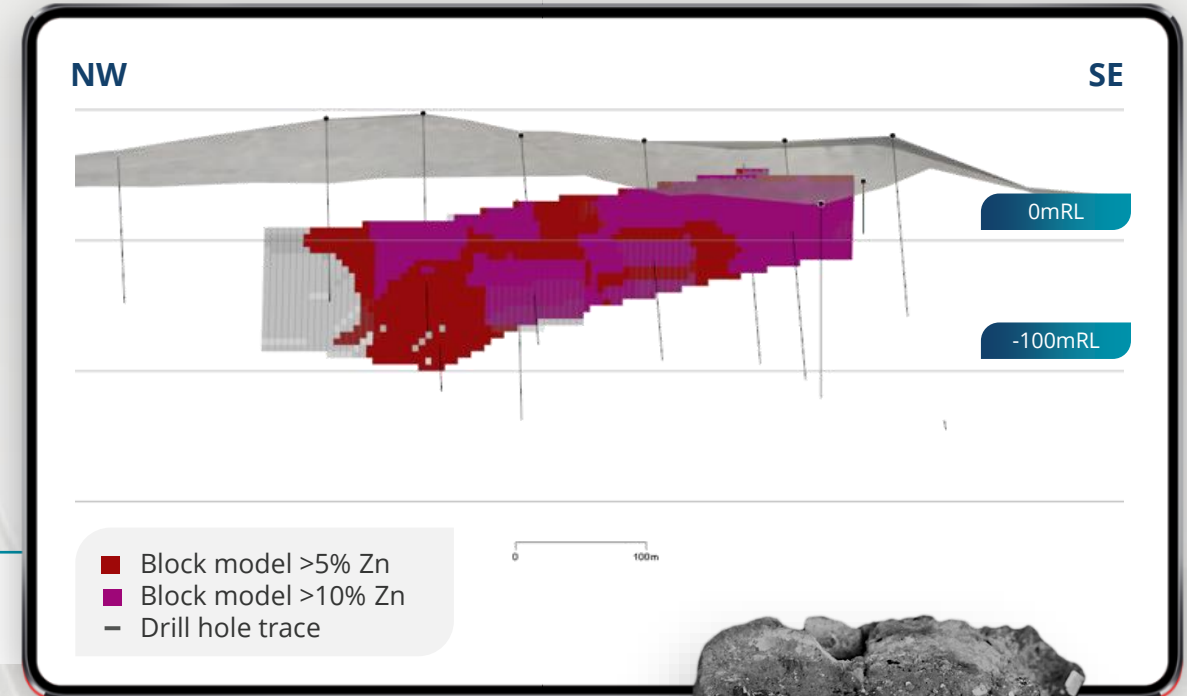 NW
SE
0mRL
-100mRL
0
100m
Block model >5% Zn
Block model >10% Zn
Drill hole trace